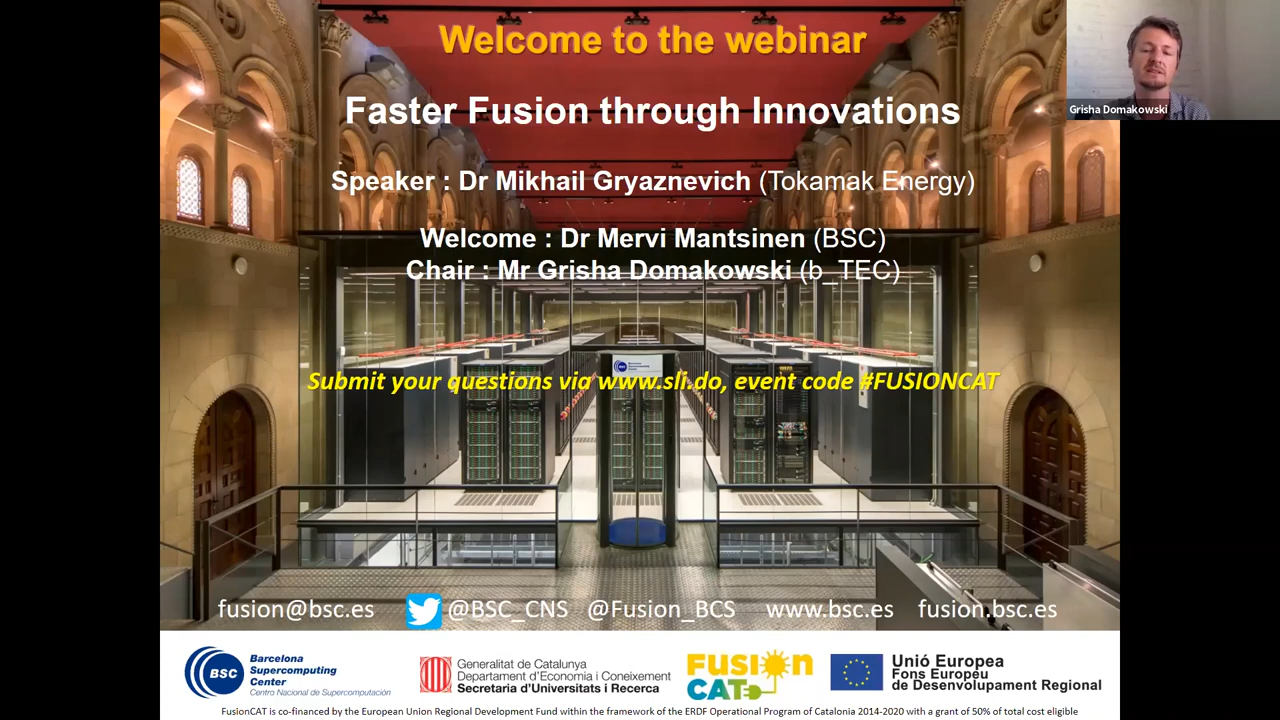 Welcome to the webinar
Faster Fusion through Innovations
Grisha Domakowski
Speaker : Dr Mikhail Gryaznevich (Tokamak Energy)
Welcome : Dr Mervi Mantsinen (BSC)
Chair : Mr Grisha Domakowski (b_TEC)
BSC
Submit your questions via www.sli.do, event code #FUSIONCAT
fusion@bsc.es @BSC_CNS @Fusion_BCS www.bsc.es fusion.bsc.es
BSC
Barcelona
Supercomputing
Center
Centro Nacional de Supercomputación
Generalitat de Catalunya
Departament d'Economia i Coneixement
Secretaria d'Universitats i Recerca
FUSION
CAT
Unió Europea
Fons Europeu
de Desenvolupament Regional
FusionCAT is co-financed by the European Union Regional Development Fund within the framework of the ERDF Operational Program of Catalonia 2014-2020 with a grant of 50% of total cost eligible